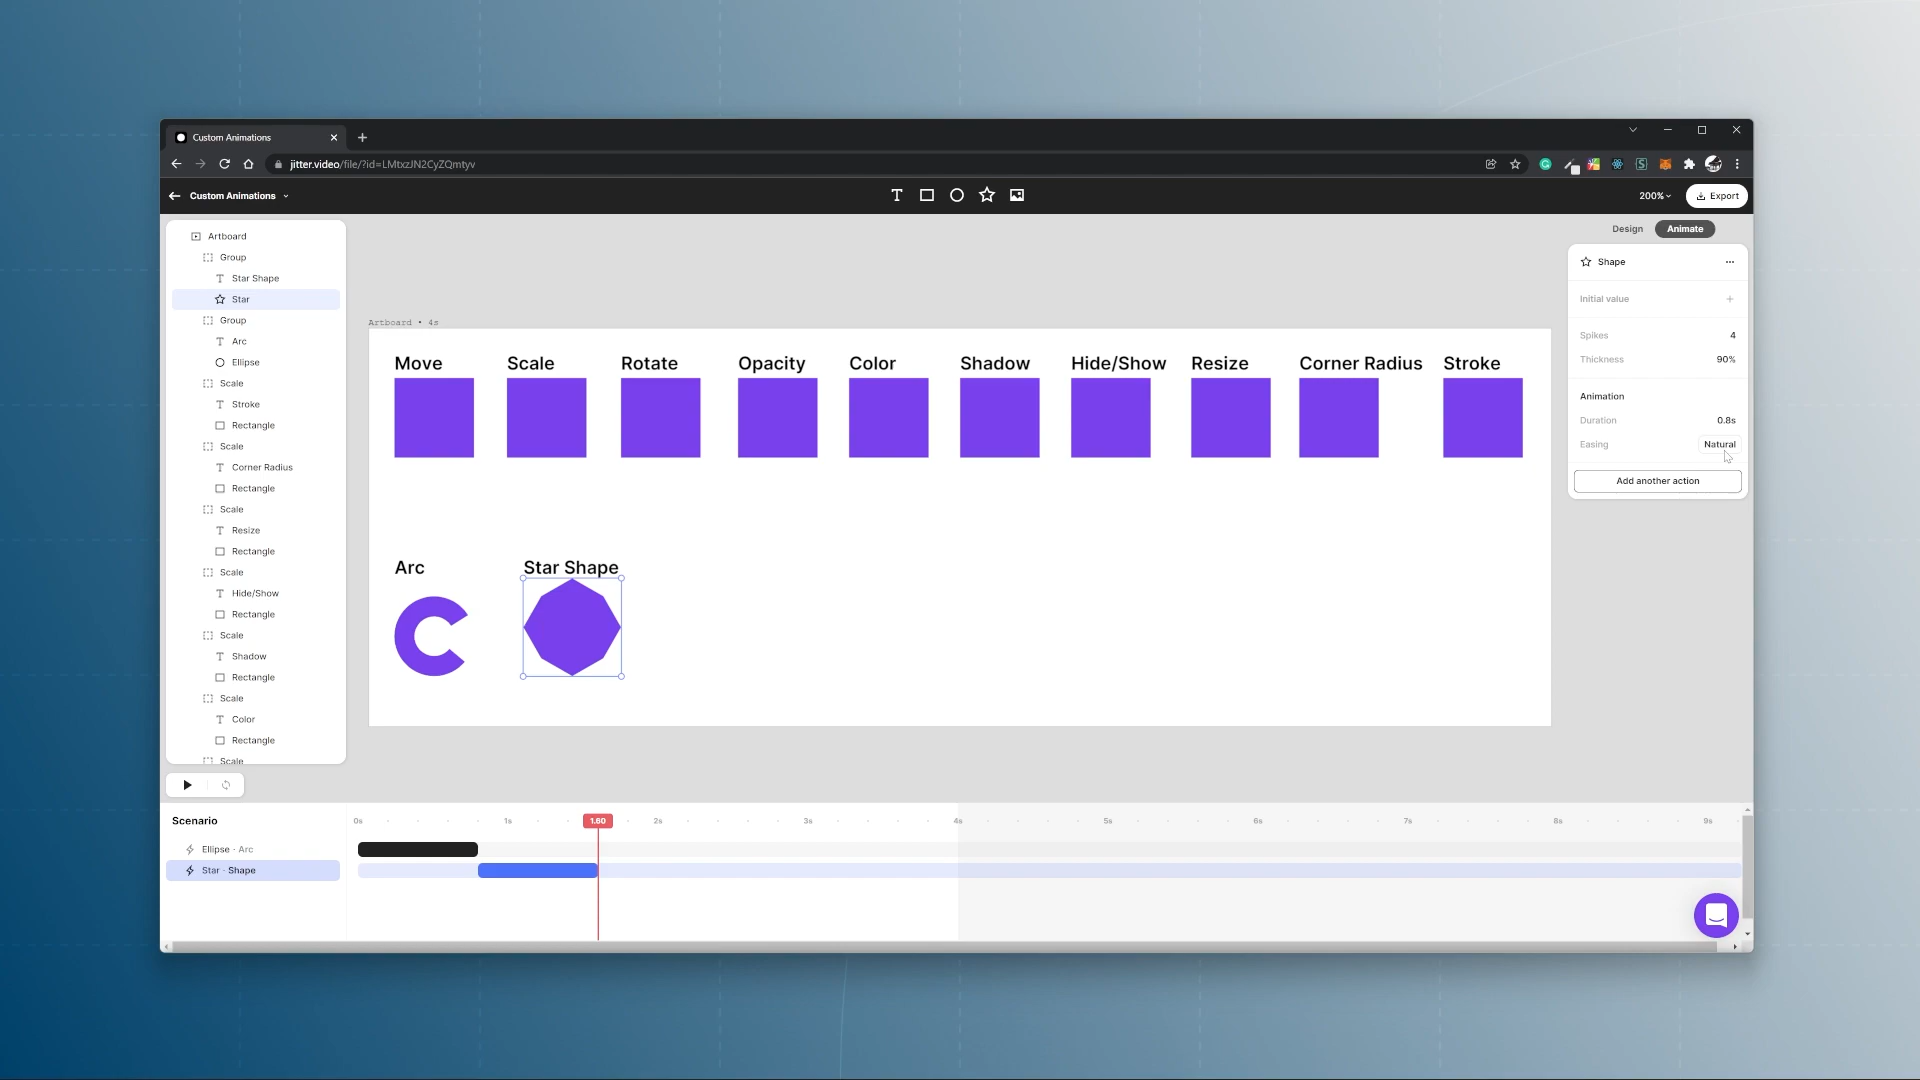 Custom Animations
jitter.video/file/?id=LMtxzJN2CyZQmtyv
Custom Animations
200%
Export
Design
Animate
Artboard
Group
Star Shape
Star
Group
Arc
Ellipse
Scale
Stroke
Rectangle
Scale
Corner Radius
Rectangle
Scale
Resize
Rectangle
Scale
Hide/Show
Rectangle
Scale
Shadow
Rectangle
Scale
Color
Rectangle
Scale
Artboard • 4s
Move
Scale
Rotate
Opacity
Color
Shadow
Hide/Show
Resize
Corner Radius
Stroke
Arc
Star Shape
Shape
Initial value
Spikes 4
Thickness 90%
Animation
Duration 0.8s
Easing Natural
Add another action
Scenario
0s 1s 1.60 2s 3s 4s 5s 6s 7s 8s 9s
Ellipse · Arc
Star · Shape